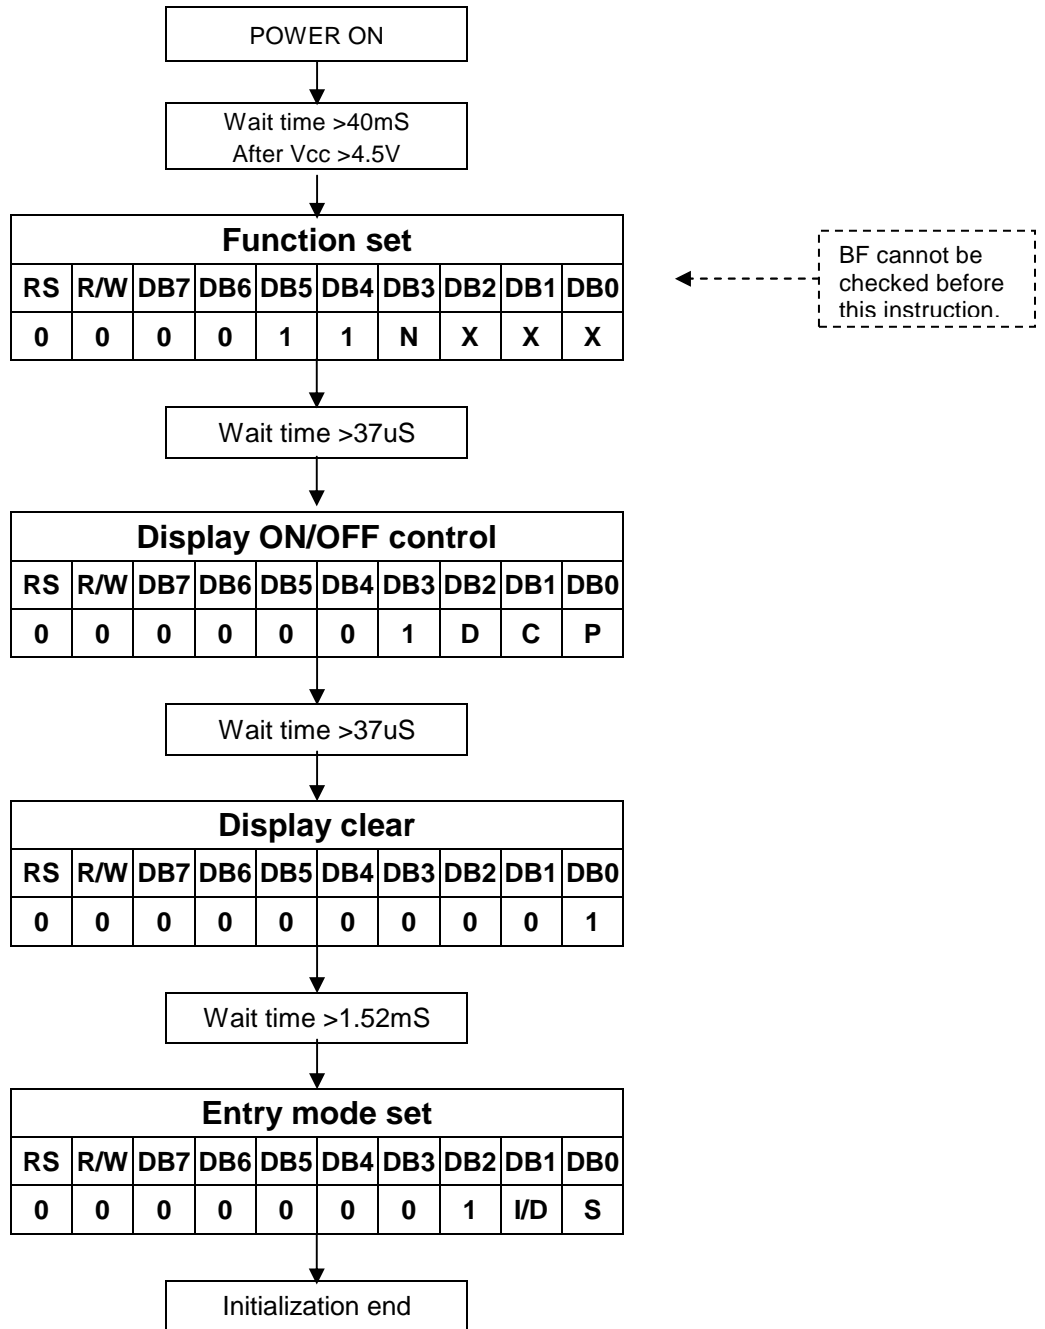 POWER ON
Wait time >40mS
After Vcc >4.5V
Function set
RS R/W DB7 DB6 DB5 DB4 DB3 DB2 DB1 DB0
0 0 0 0 1 1 N X X X
BF cannot be
checked before
this instruction.
Wait time >37uS
Display ON/OFF control
RS R/W DB7 DB6 DB5 DB4 DB3 DB2 DB1 DB0
0 0 0 0 0 0 1 D C P
Wait time >37uS
Display clear
RS R/W DB7 DB6 DB5 DB4 DB3 DB2 DB1 DB0
0 0 0 0 0 0 0 0 0 1
Wait time >1.52mS
Entry mode set
RS R/W DB7 DB6 DB5 DB4 DB3 DB2 DB1 DB0
0 0 0 0 0 0 0 1 I/D S
Initialization end